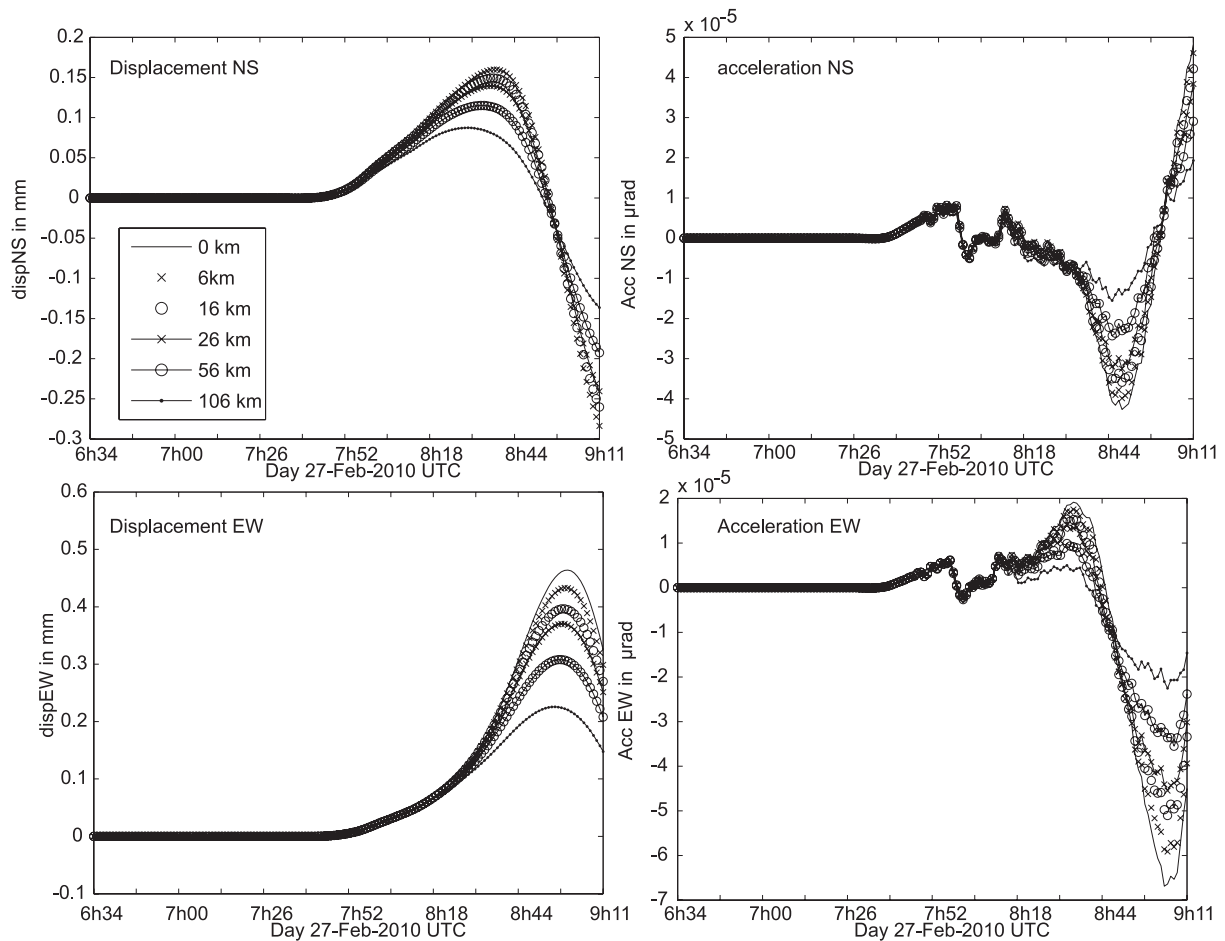 Displacement NS
dispNS in mm
0.2
0.15
0.1
0.05
0
-0.05
-0.1
-0.15
-0.2
-0.25
-0.3
0 km
6km
16 km
26 km
56 km
106 km
6h34 7h00 7h26 7h52 8h18 8h44 9h11
Day 27-Feb-2010 UTC
x 10⁻⁵
acceleration NS
Acc NS in μrad
5
4
3
2
1
0
-1
-2
-3
-4
-5
6h34 7h00 7h26 7h52 8h18 8h44 9h11
Day 27-Feb-2010 UTC
Displacement EW
dispEW in mm
0.6
0.5
0.4
0.3
0.2
0.1
0
-0.1
6h34 7h00 7h26 7h52 8h18 8h44 9h11
Day 27-Feb-2010 UTC
x 10⁻⁵
Acceleration EW
Acc EW in μrad
2
1
0
-1
-2
-3
-4
-5
-6
-7
6h34 7h00 7h26 7h52 8h18 8h44 9h11
Day 27-Feb-2010 UTC